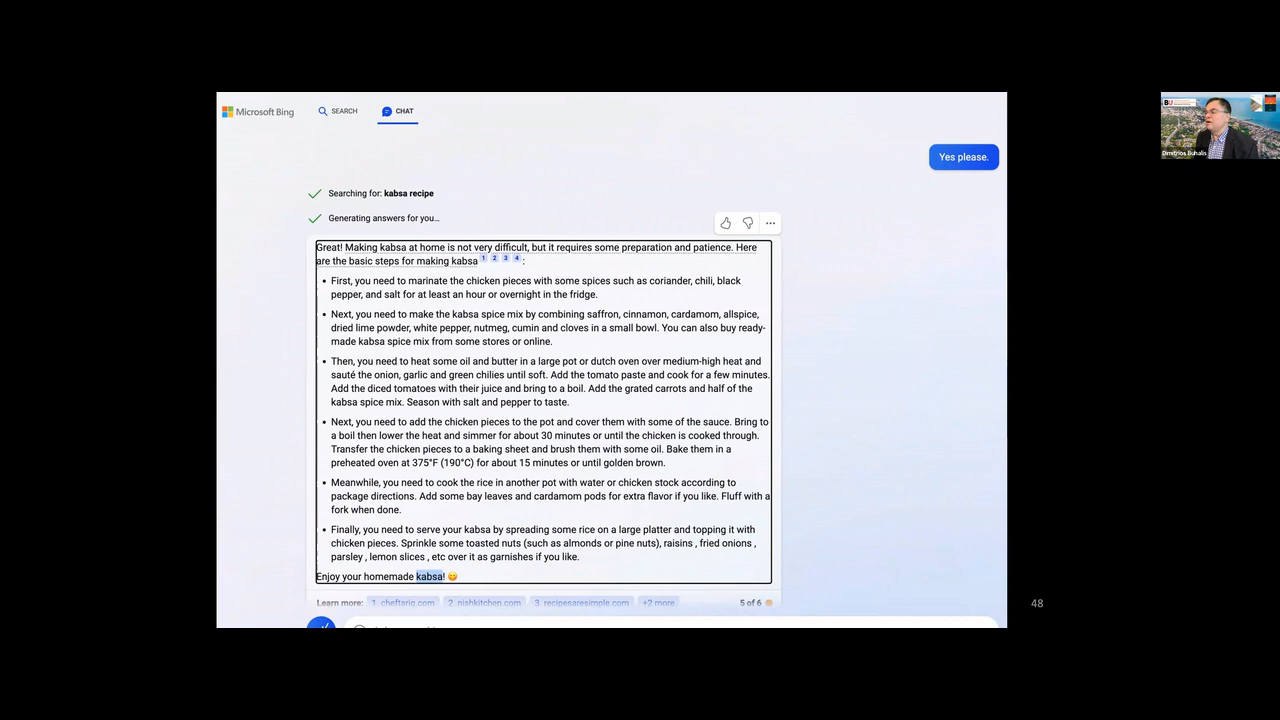 Microsoft Bing
SEARCH
CHAT
BU
Yes please.
Dimitrios Buhalis
Searching for: kabsa recipe
Generating answers for you...
Great! Making kabsa at home is not very difficult, but it requires some preparation and patience. Here
are the basic steps for making kabsa 1 2 3 4 :
• First, you need to marinate the chicken pieces with some spices such as coriander, chili, black
pepper, and salt for at least an hour or overnight in the fridge.
• Next, you need to make the kabsa spice mix by combining saffron, cinnamon, cardamom, allspice,
dried lime powder, white pepper, nutmeg, cumin and cloves in a small bowl. You can also buy ready-
made kabsa spice mix from some stores or online.
• Then, you need to heat some oil and butter in a large pot or dutch oven over medium-high heat and
sauté the onion, garlic and green chilies until soft. Add the tomato paste and cook for a few minutes.
Add the diced tomatoes with their juice and bring to a boil. Add the grated carrots and half of the
kabsa spice mix. Season with salt and pepper to taste.
• Next, you need to add the chicken pieces to the pot and cover them with some of the sauce. Bring to
a boil then lower the heat and simmer for about 30 minutes or until the chicken is cooked through.
Transfer the chicken pieces to a baking sheet and brush them with some oil. Bake them in a
preheated oven at 375°F (190°C) for about 15 minutes or until golden brown.
• Meanwhile, you need to cook the rice in another pot with water or chicken stock according to
package directions. Add some bay leaves and cardamom pods for extra flavor if you like. Fluff with a
fork when done.
• Finally, you need to serve your kabsa by spreading some rice on a large platter and topping it with
chicken pieces. Sprinkle some toasted nuts (such as almonds or pine nuts), raisins , fried onions ,
parsley , lemon slices , etc over it as garnishes if you like.
Enjoy your homemade kabsa! 😋
Learn more: 1. cheftariq.com 2. nishkitchen.com 3. recipesaresimple.com +2 more 5 of 6
48